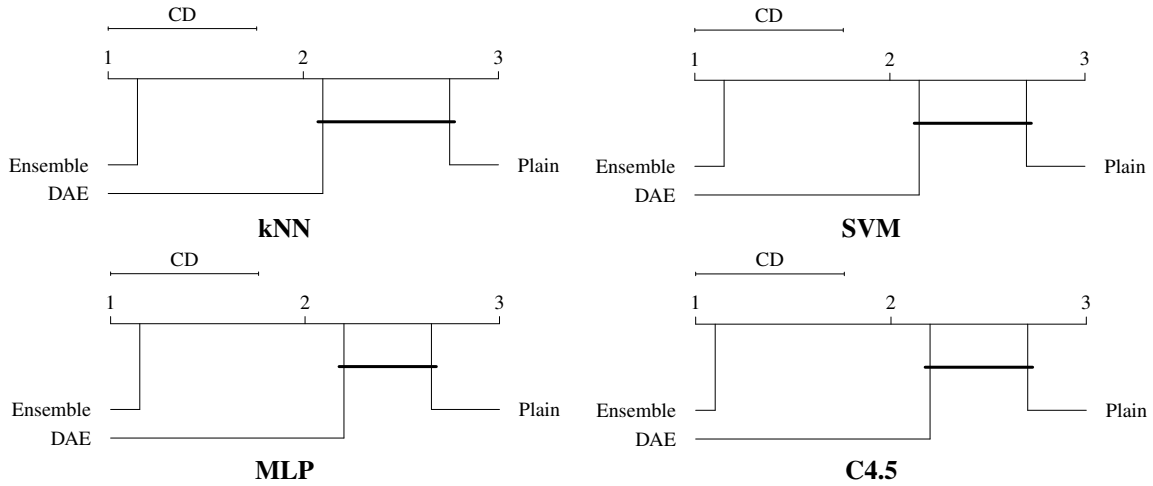 CD
1 2 3
Ensemble Plain
DAE
kNN
CD
1 2 3
Ensemble Plain
DAE
SVM
CD
1 2 3
Ensemble Plain
DAE
MLP
CD
1 2 3
Ensemble Plain
DAE
C4.5